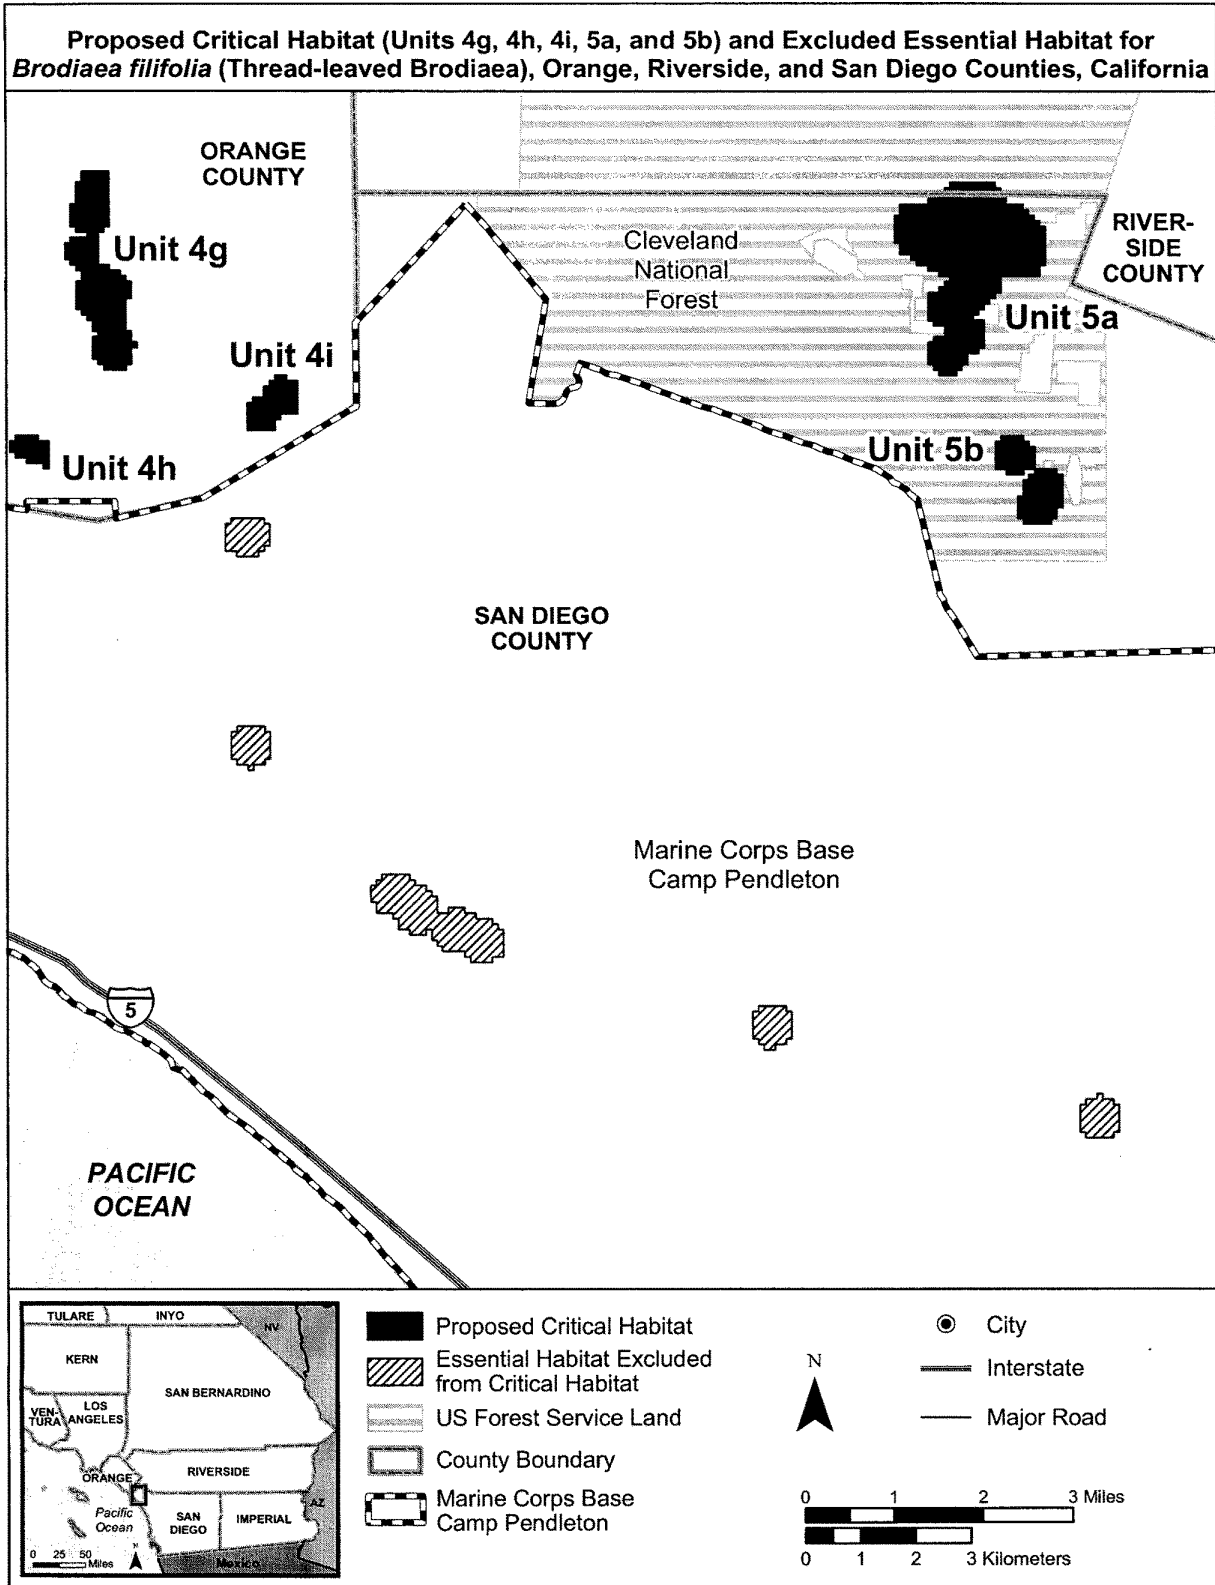 Proposed Critical Habitat (Units 4g, 4h, 4i, 5a, and 5b) and Excluded Essential Habitat for
Brodiaea filifolia (Thread-leaved Brodiaea), Orange, Riverside, and San Diego Counties, California
ORANGE
COUNTY
Unit 4g
Cleveland
National
Forest
RIVER-
SIDE
COUNTY
Unit 5a
Unit 4i
Unit 4h
Unit 5b
SAN DIEGO
COUNTY
Marine Corps Base
Camp Pendleton
5
PACIFIC
OCEAN
TULARE
INYO
NV
KERN
SAN BERNARDINO
VEN-
TURA
LOS
ANGELES
ORANGE
RIVERSIDE
AZ
Pacific
Ocean
SAN
DIEGO
IMPERIAL
Mexico
0 25 50
Miles
N
Proposed Critical Habitat
Essential Habitat Excluded
from Critical Habitat
US Forest Service Land
County Boundary
Marine Corps Base
Camp Pendleton
N
City
Interstate
Major Road
0 1 2 3 Miles
0 1 2 3 Kilometers